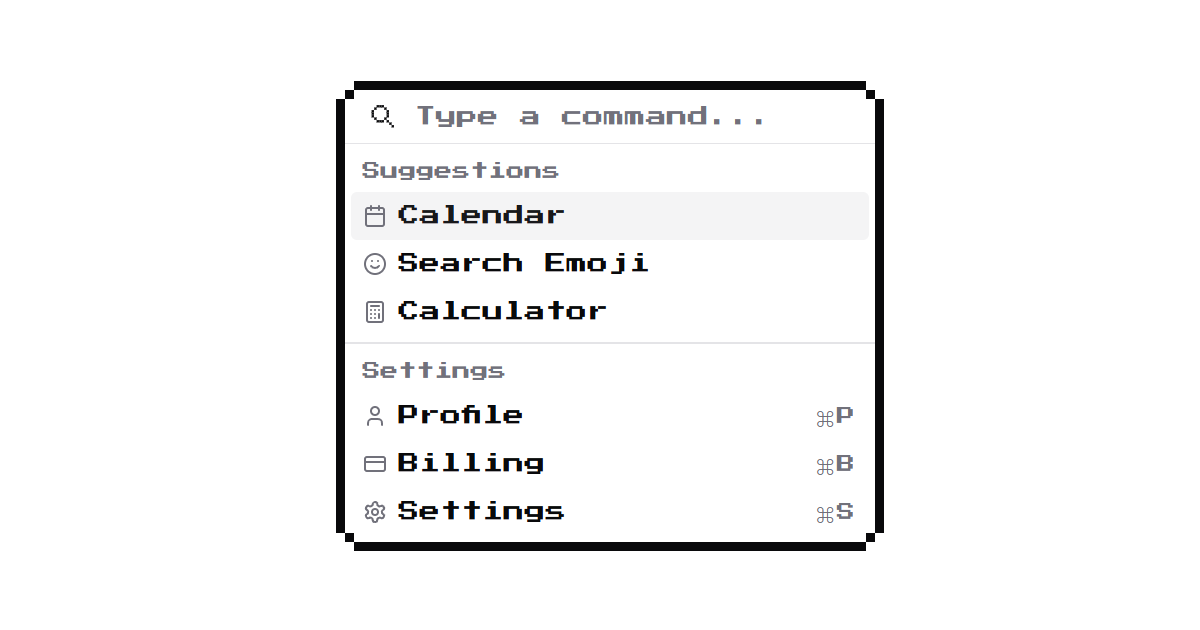 Type a command...
Suggestions
Calendar
Search Emoji
Calculator
Settings
Profile ⌘P
Billing ⌘B
Settings ⌘S